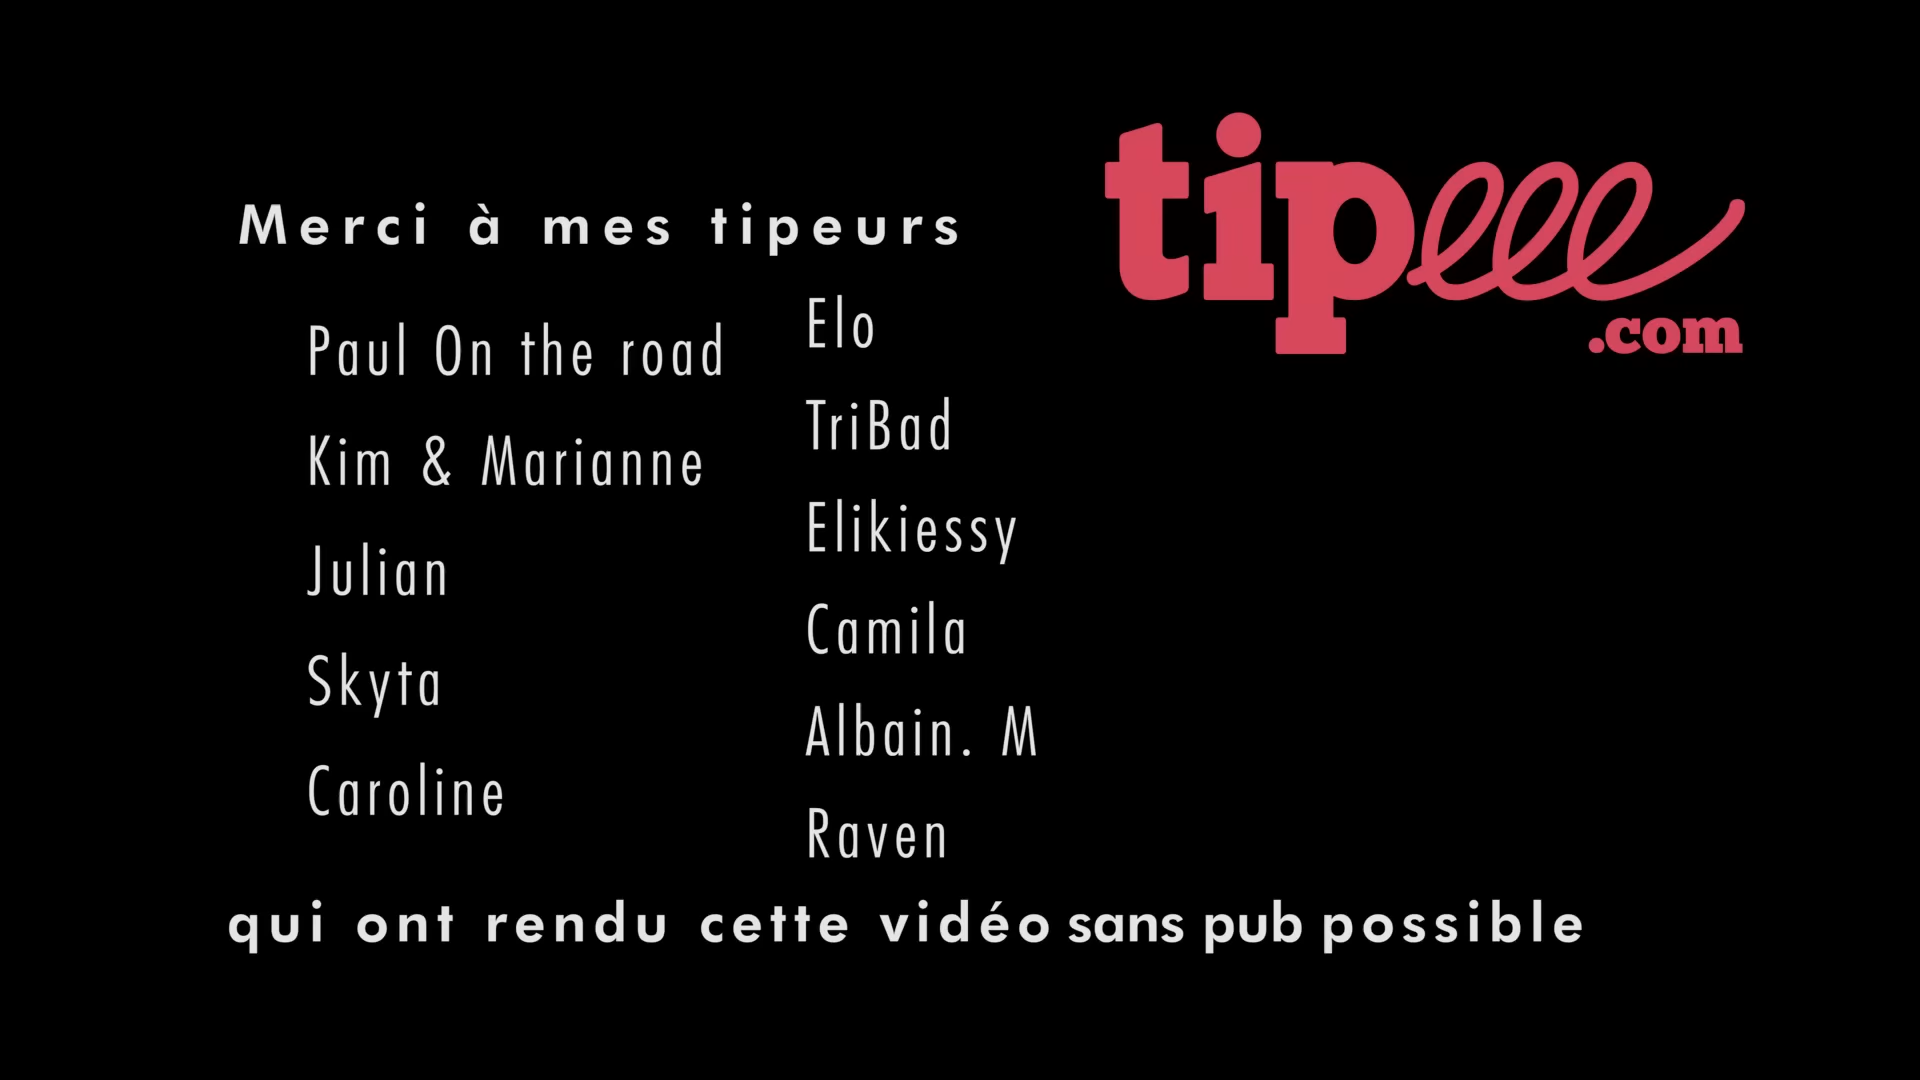 Merci à mes tipeurs
Paul On the road
Kim & Marianne
Julian
Skyta
Caroline
Elo
TriBad
Elikiessy
Camila
Albain. M
Raven
qui ont rendu cette vidéo sans pub possible
tipeee
.com